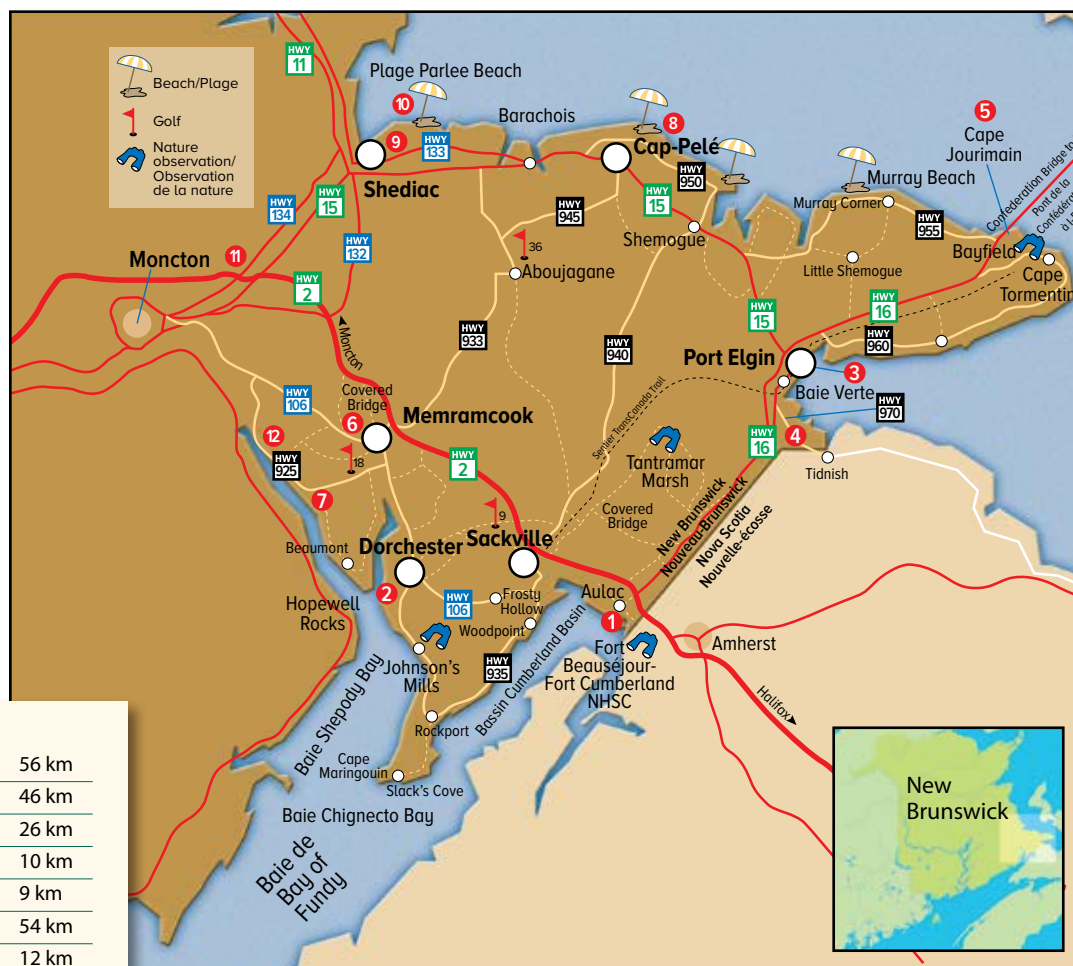 HWY
11
Beach/Plage
Golf
Nature
observation/
Observation
de la nature
Plage Parlee Beach
10
9
HWY
133
Barachois
8
Cap-Pelé
HWY
950
5
Cape
Jourimain
Confederation Bridge to
Pont de la
Shediac
HWY
134
HWY
15
HWY
132
HWY
945
HWY
15
Murray Beach
Murray Corner
HWY
955
Bayfield
Cape
Tormentin
36
Aboujagane
Shemogue
Little Shemogue
Moncton
11
HWY
2
Moncton
HWY
933
HWY
940
HWY
15
HWY
16
HWY
960
Port Elgin
3
Baie Verte
HWY
970
HWY
106
Covered
Bridge
6
Memramcook
12
HWY
925
18
7
HWY
2
Sentier TransCanada Trail
Tantramar
Marsh
HWY
16
4
Tidnish
9
Covered
Bridge
New Brunswick
Nouveau-Brunswick
Nova Scotia
Nouvelle-écosse
Beaumont
Dorchester
Sackville
2
HWY
106
Frosty
Hollow
Woodpoint
Aulac
1
Hopewell
Rocks
Johnson's
Mills
HWY
935
Bassin Cumberland Basin
Fort
Beauséjour-
Fort Cumberland
NHSC
Amherst
Halifax
Baie Shepody Bay
Rockport
Cape
Maringouin
Slack's Cove
Baie Chignecto Bay
Baie de
Bay of
Fundy
New
Brunswick
56 km
46 km
26 km
10 km
9 km
54 km
12 km